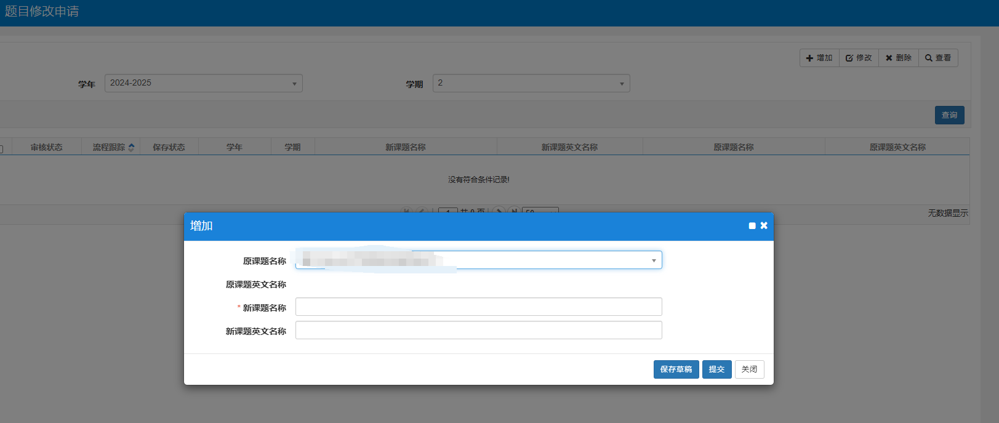 题目修改申请
增加 修改 删除 查看
学年 2024-2025 学期 2
查询
审核状态 流程跟踪 保存状态 学年 学期 新课题名称 新课题英文名称 原课题名称 原课题英文名称
没有符合条件记录!
1 共 0 页 50
无数据显示
增加
原课题名称
原课题英文名称
* 新课题名称
新课题英文名称
保存草稿 提交 关闭